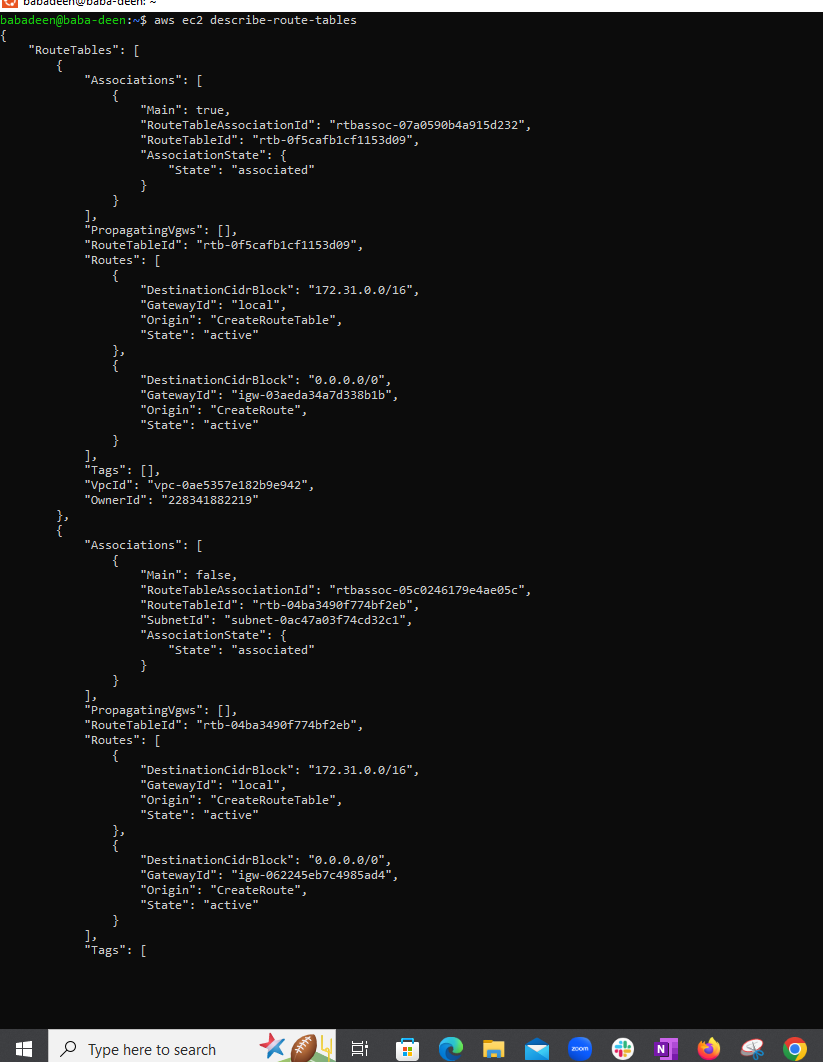 babadeen@baba-deen: ~
babadeen@baba-deen:~$ aws ec2 describe-route-tables
{
    "RouteTables": [
        {
            "Associations": [
                {
                    "Main": true,
                    "RouteTableAssociationId": "rtbassoc-07a0590b4a915d232",
                    "RouteTableId": "rtb-0f5cafb1cf1153d09",
                    "AssociationState": {
                        "State": "associated"
                    }
                }
            ],
            "PropagatingVgws": [],
            "RouteTableId": "rtb-0f5cafb1cf1153d09",
            "Routes": [
                {
                    "DestinationCidrBlock": "172.31.0.0/16",
                    "GatewayId": "local",
                    "Origin": "CreateRouteTable",
                    "State": "active"
                },
                {
                    "DestinationCidrBlock": "0.0.0.0/0",
                    "GatewayId": "igw-03aeda34a7d338b1b",
                    "Origin": "CreateRoute",
                    "State": "active"
                }
            ],
            "Tags": [],
            "VpcId": "vpc-0ae5357e182b9e942",
            "OwnerId": "228341882219"
        },
        {
            "Associations": [
                {
                    "Main": false,
                    "RouteTableAssociationId": "rtbassoc-05c0246179e4ae05c",
                    "RouteTableId": "rtb-04ba3490f774bf2eb",
                    "SubnetId": "subnet-0ac47a03f74cd32c1",
                    "AssociationState": {
                        "State": "associated"
                    }
                }
            ],
            "PropagatingVgws": [],
            "RouteTableId": "rtb-04ba3490f774bf2eb",
            "Routes": [
                {
                    "DestinationCidrBlock": "172.31.0.0/16",
                    "GatewayId": "local",
                    "Origin": "CreateRouteTable",
                    "State": "active"
                },
                {
                    "DestinationCidrBlock": "0.0.0.0/0",
                    "GatewayId": "igw-062245eb7c4985ad4",
                    "Origin": "CreateRoute",
                    "State": "active"
                }
            ],
            "Tags": [
Type here to search
zoom
N